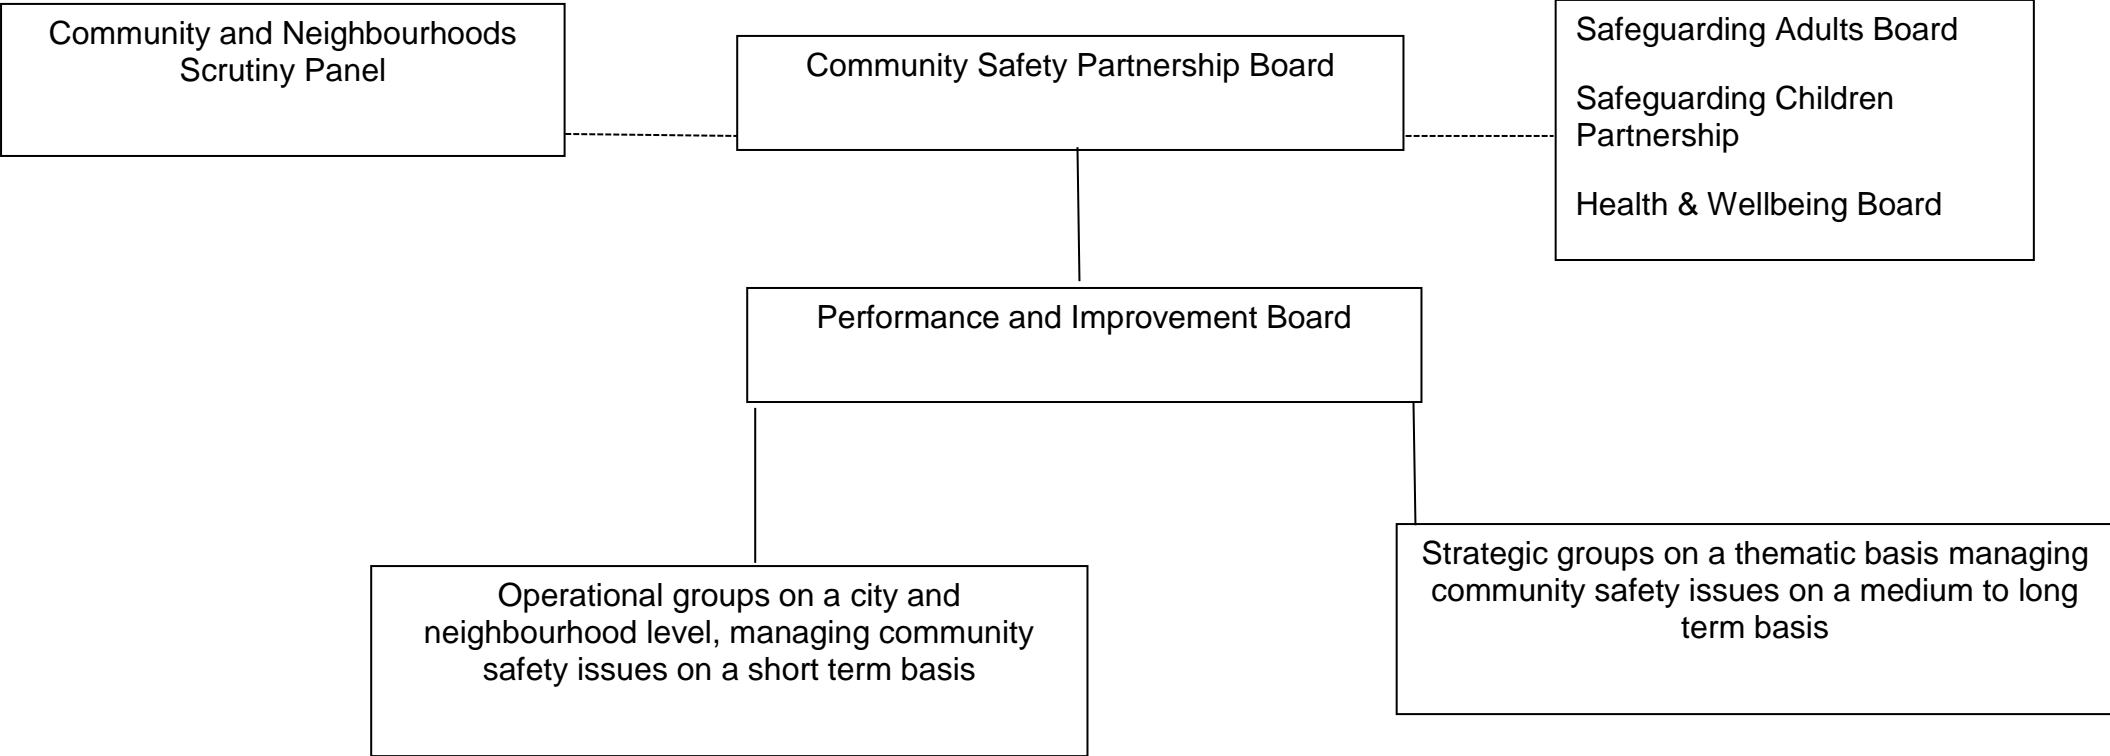 Community and Neighbourhoods
Scrutiny Panel
Community Safety Partnership Board
Safeguarding Adults Board
Safeguarding Children
Partnership
Health & Wellbeing Board
Performance and Improvement Board
Operational groups on a city and
neighbourhood level, managing community
safety issues on a short term basis
Strategic groups on a thematic basis managing
community safety issues on a medium to long
term basis